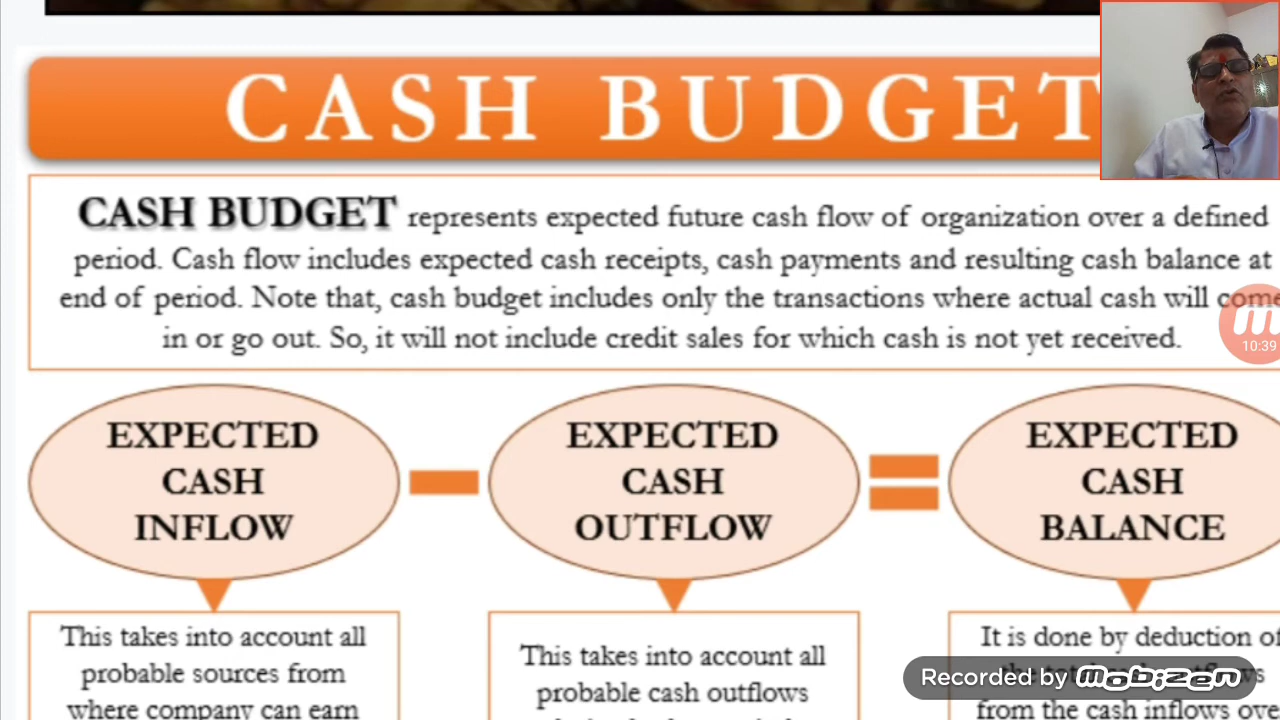 CASH BUDGET
CASH BUDGET represents expected future cash flow of organization over a defined
period. Cash flow includes expected cash receipts, cash payments and resulting cash balance at
end of period. Note that, cash budget includes only the transactions where actual cash will come
in or go out. So, it will not include credit sales for which cash is not yet received.
10:39
EXPECTED
CASH
INFLOW
EXPECTED
CASH
OUTFLOW
EXPECTED
CASH
BALANCE
This takes into account all
probable sources from
where company can earn
This takes into account all
probable cash outflows
It is done by deduction of
from the cash inflows over
Recorded by mobizen